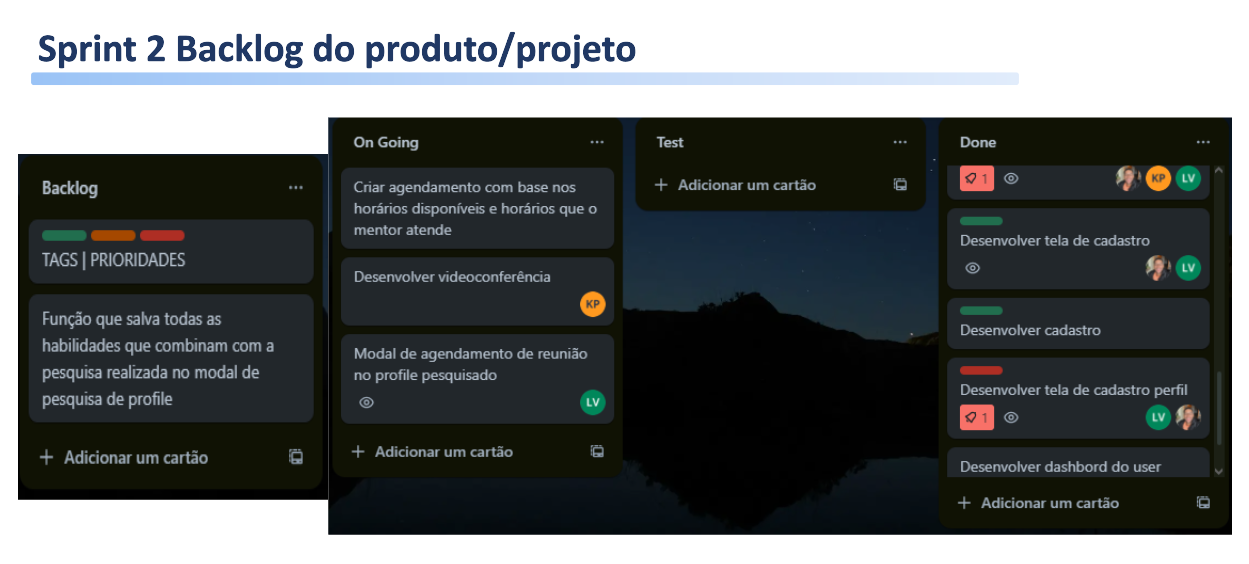 Sprint 2 Backlog do produto/projeto
Backlog
TAGS | PRIORIDADES
Função que salva todas as
habilidades que combinam com a
pesquisa realizada no modal de
pesquisa de profile
Adicionar um cartão
On Going
Criar agendamento com base nos
horários disponíveis e horários que o
mentor atende
Desenvolver videoconferência
KP
Modal de agendamento de reunião
no profile pesquisado
LV
Adicionar um cartão
Test
Adicionar um cartão
Done
1
KP
LV
Desenvolver tela de cadastro
LV
Desenvolver cadastro
Desenvolver tela de cadastro perfil
1
LV
Desenvolver dashbord do user
Adicionar um cartão